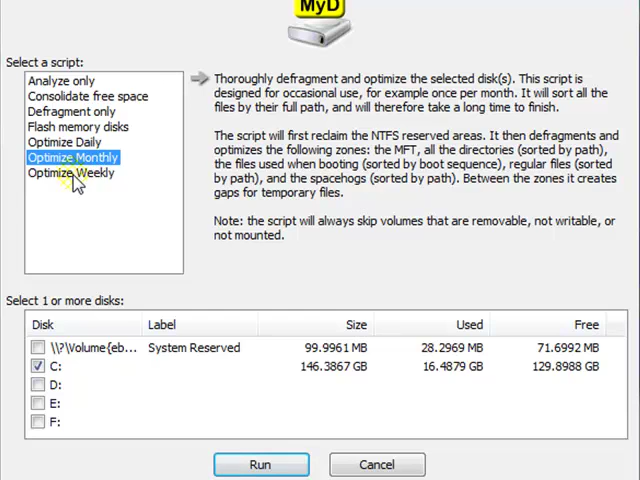 MyD
Select a script:
Analyze only
Consolidate free space
Defragment only
Flash memory disks
Optimize Daily
Optimize Monthly
Optimize Weekly
Thoroughly defragment and optimize the selected disk(s). This script is
designed for occasional use, for example once per month. It will sort all the
files by their full path, and will therefore take a long time to finish.
The script will first reclaim the NTFS reserved areas. It then defragments and
optimizes the following zones: the MFT, all the directories (sorted by path),
the files used when booting (sorted by boot sequence), regular files (sorted
by path), and the spacehogs (sorted by path). Between the zones it creates
gaps for temporary files.
Note: the script will always skip volumes that are removable, not writable, or
not mounted.
Select 1 or more disks:
Disk Label Size Used Free
\\?\Volume{eb... System Reserved 99.9961 MB 28.2969 MB 71.6992 MB
C: 146.3867 GB 16.4879 GB 129.8988 GB
D:
E:
F:
Run Cancel